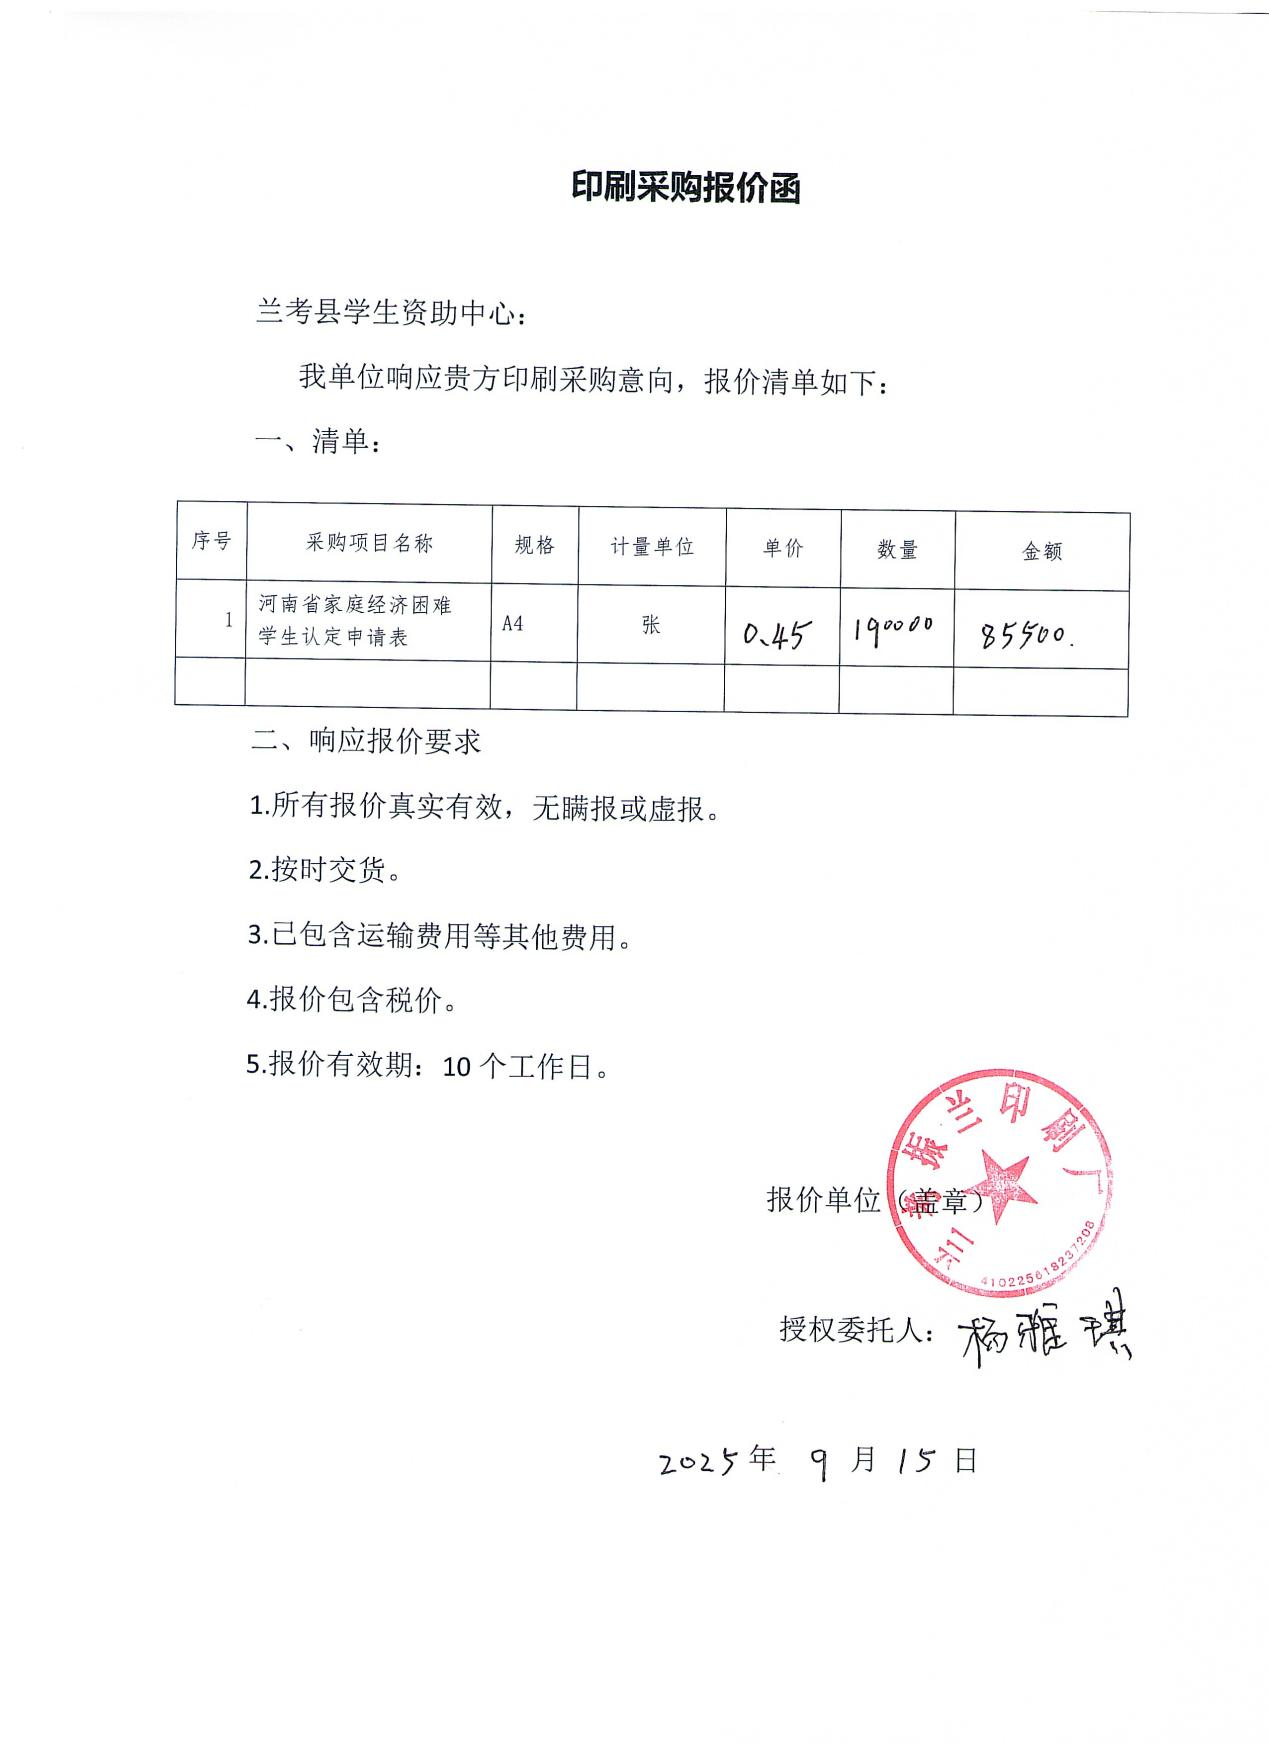 印刷采购报价函
兰考县学生资助中心：
我单位响应贵方印刷采购意向，报价清单如下：
一、清单：
序号 采购项目名称 规格 计量单位 单价 数量 金额
1 河南省家庭经济困难 A4 张 0.45 190000 85500.
学生认定申请表
二、响应报价要求
1.所有报价真实有效，无瞒报或虚报。
2.按时交货。
3.已包含运输费用等其他费用。
4.报价包含税价。
5.报价有效期：10 个工作日。
振兰印刷厂
报价单位（盖章）
410225618237208
授权委托人：杨雅琪
2025年 9 月 15 日